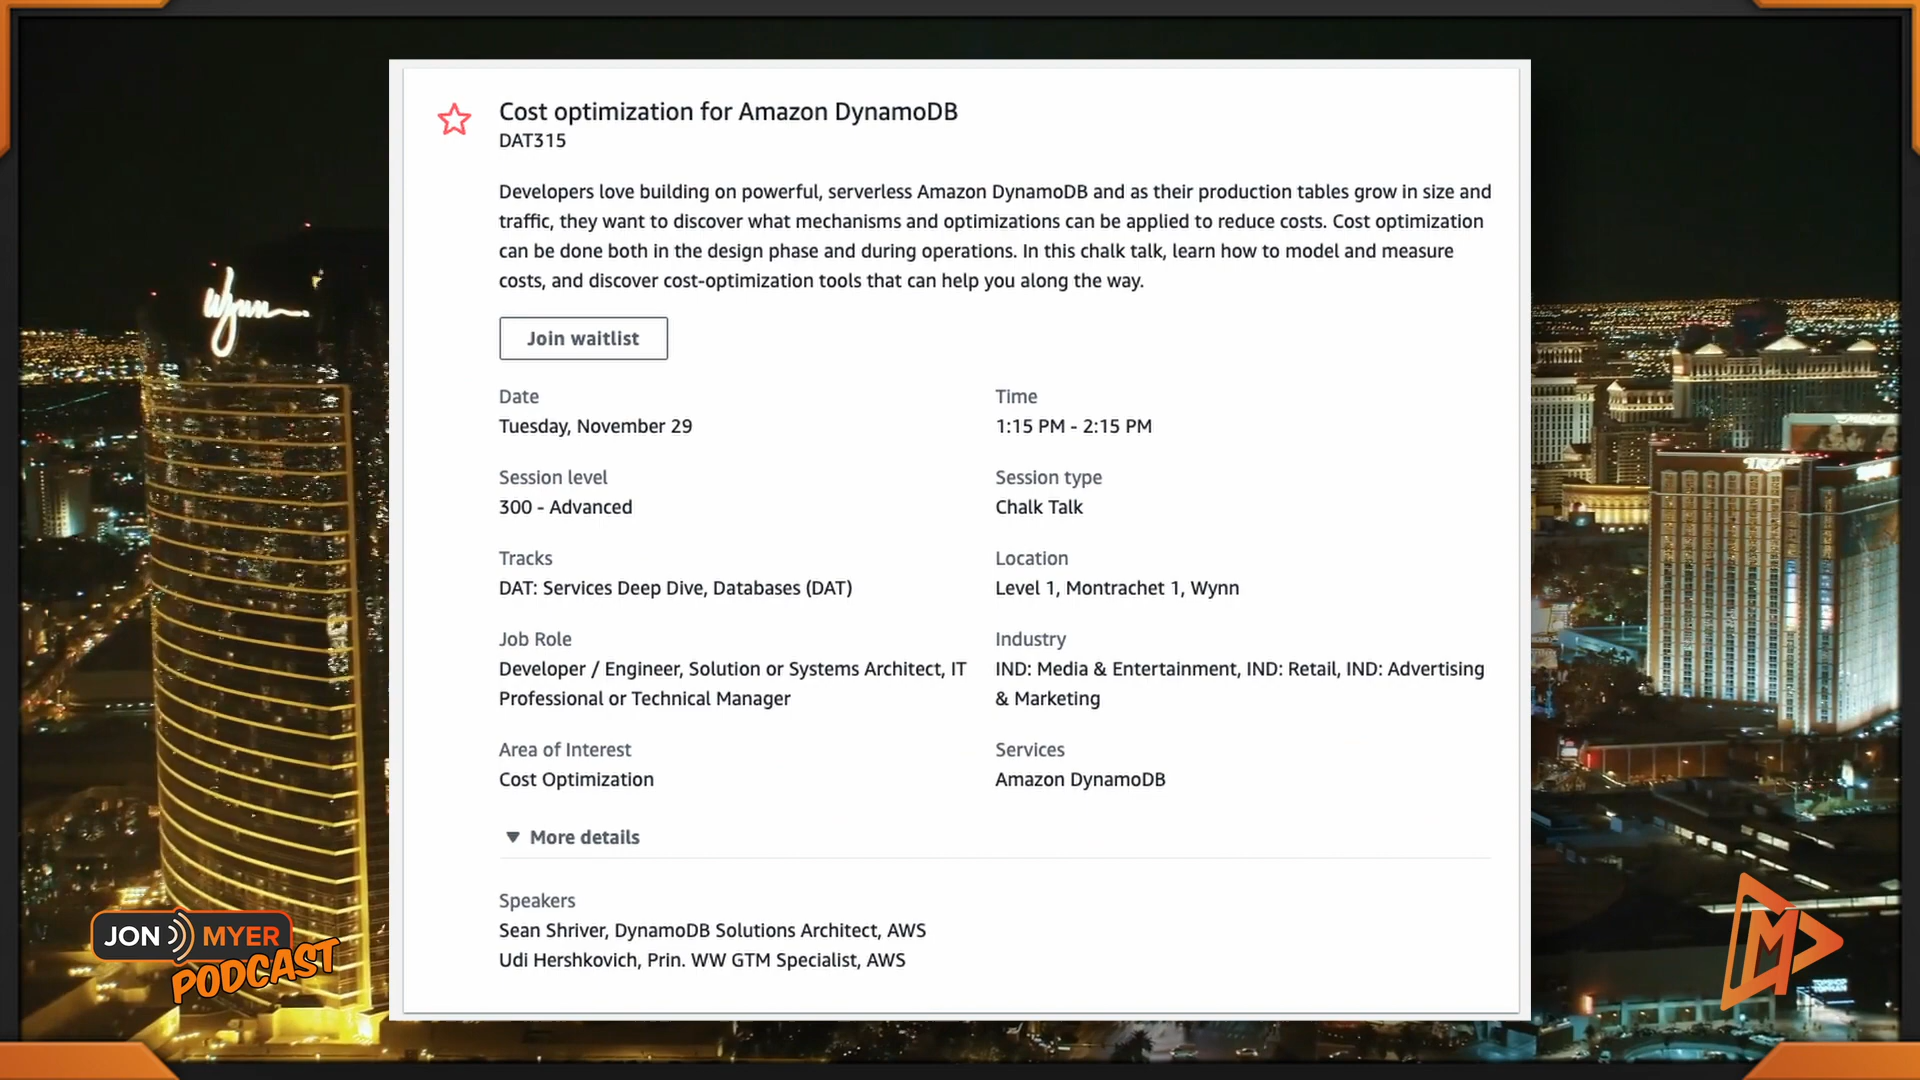 Cost optimization for Amazon DynamoDB
DAT315
Developers love building on powerful, serverless Amazon DynamoDB and as their production tables grow in size and
traffic, they want to discover what mechanisms and optimizations can be applied to reduce costs. Cost optimization
can be done both in the design phase and during operations. In this chalk talk, learn how to model and measure
costs, and discover cost-optimization tools that can help you along the way.
Join waitlist
Date
Tuesday, November 29
Time
1:15 PM - 2:15 PM
Session level
300 - Advanced
Session type
Chalk Talk
Tracks
DAT: Services Deep Dive, Databases (DAT)
Location
Level 1, Montrachet 1, Wynn
Job Role
Developer / Engineer, Solution or Systems Architect, IT
Professional or Technical Manager
Industry
IND: Media & Entertainment, IND: Retail, IND: Advertising
& Marketing
Area of Interest
Cost Optimization
Services
Amazon DynamoDB
More details
Speakers
Sean Shriver, DynamoDB Solutions Architect, AWS
Udi Hershkovich, Prin. WW GTM Specialist, AWS
Wynn
JON MYER
PODCAST
M